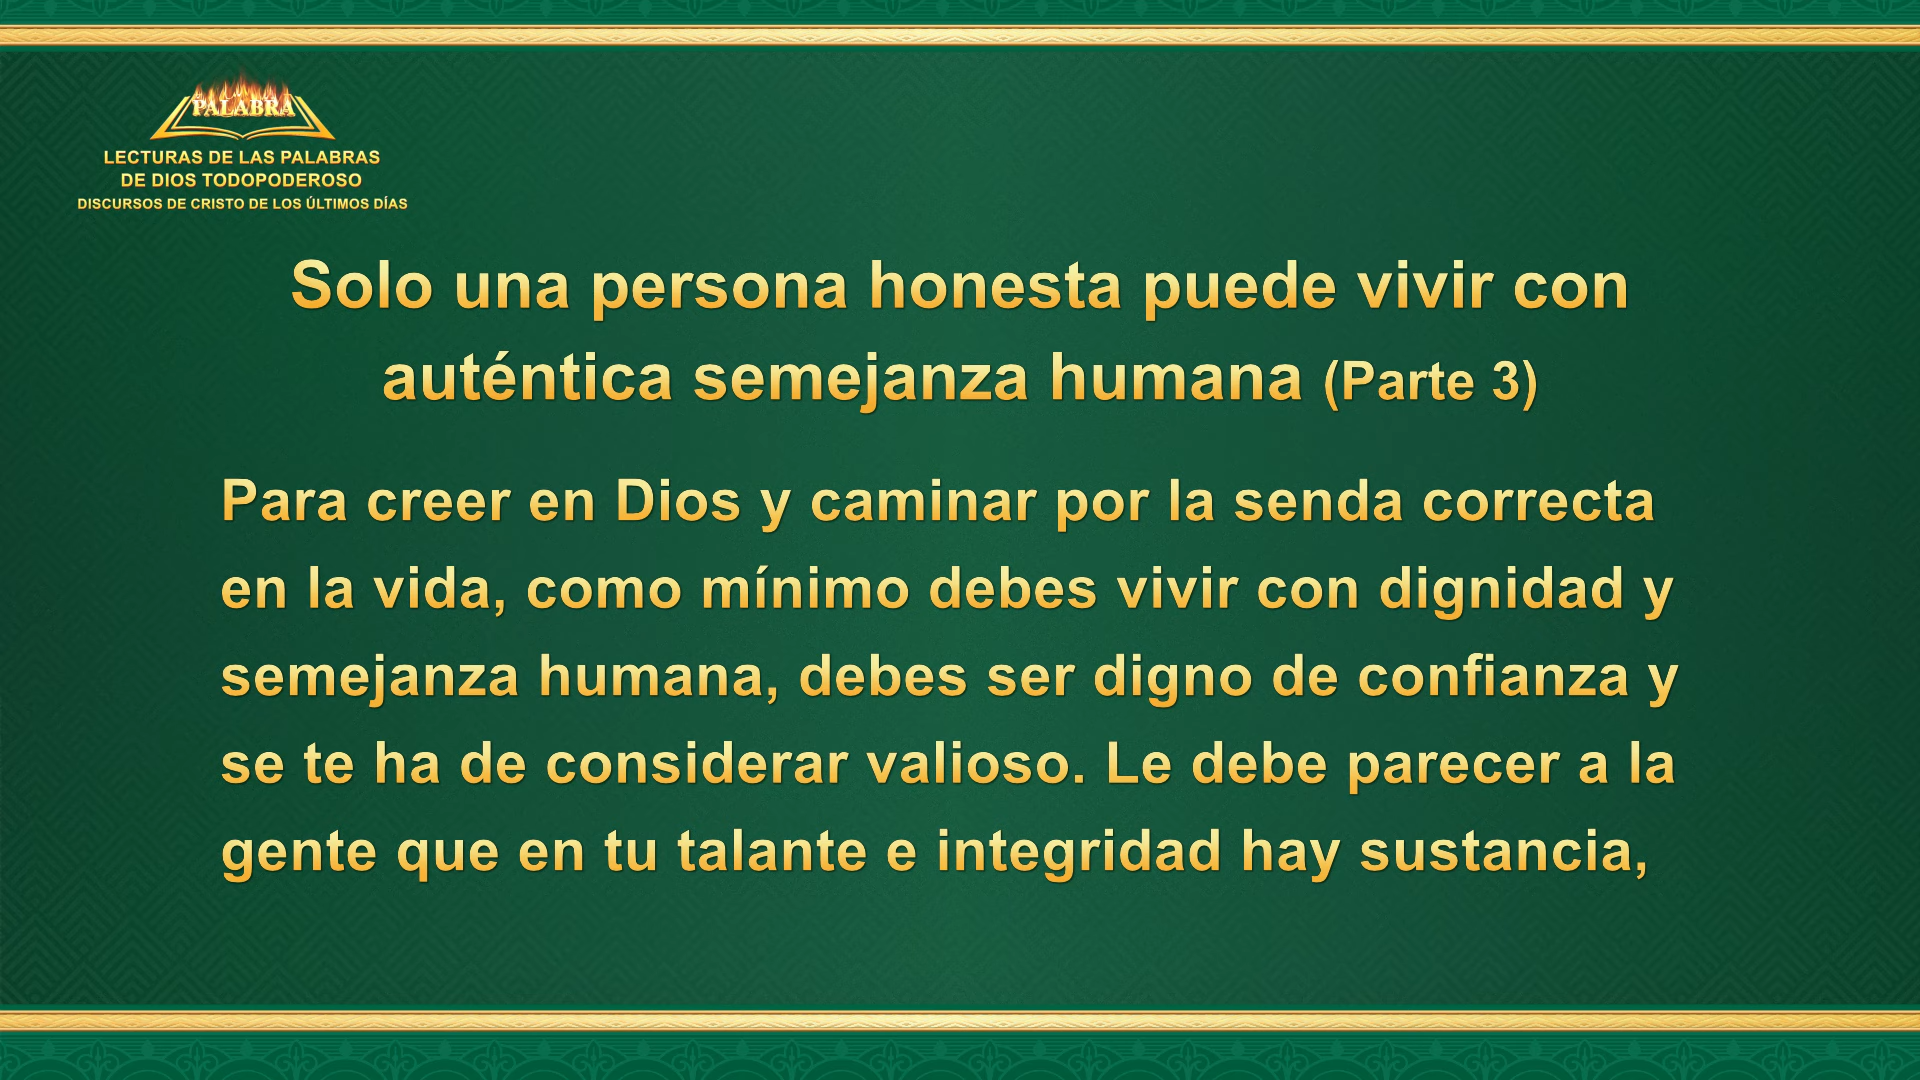 PALABRA
LECTURAS DE LAS PALABRAS
DE DIOS TODOPODEROSO
DISCURSOS DE CRISTO DE LOS ÚLTIMOS DÍAS
Solo una persona honesta puede vivir con
auténtica semejanza humana (Parte 3)
Para creer en Dios y caminar por la senda correcta
en la vida, como mínimo debes vivir con dignidad y
semejanza humana, debes ser digno de confianza y
se te ha de considerar valioso. Le debe parecer a la
gente que en tu talante e integridad hay sustancia,